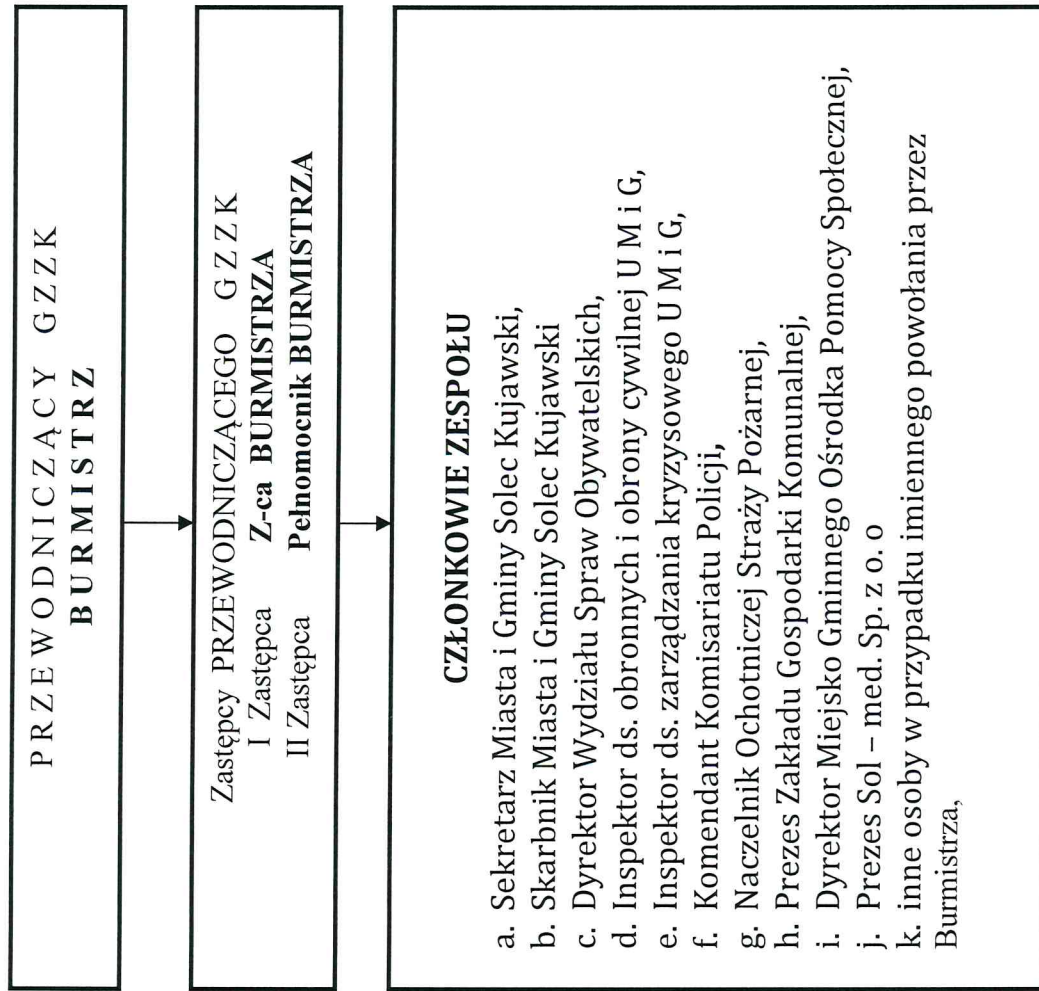 PRZEWODNICZĄCY GZZK
BURMISTRZ
Zastępcy PRZEWODNICZĄCEGO G Z Z K
I Zastępca Z-ca BURMISTRZA
II Zastępca Pełnomocnik BURMISTRZA
CZŁONKOWIE ZESPOŁU
a. Sekretarz Miasta i Gminy Solec Kujawski,
b. Skarbnik Miasta i Gminy Solec Kujawski
c. Dyrektor Wydziału Spraw Obywatelskich,
d. Inspektor ds. obronnych i obrony cywilnej U M i G,
e. Inspektor ds. zarządzania kryzysowego U M i G,
f. Komendant Komisariatu Policji,
g. Naczelnik Ochotniczej Straży Pożarnej,
h. Prezes Zakładu Gospodarki Komunalnej,
i. Dyrektor Miejsko Gminnego Ośrodka Pomocy Społecznej,
j. Prezes Sol – med. Sp. z o. o
k. inne osoby w przypadku imiennego powołania przez
Burmistrza,